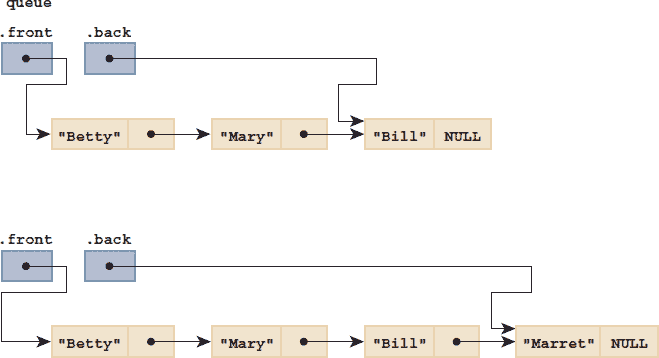 queue
.front .back
"Betty" "Mary" "Bill" NULL
.front .back
"Betty" "Mary" "Bill" "Marret" NULL